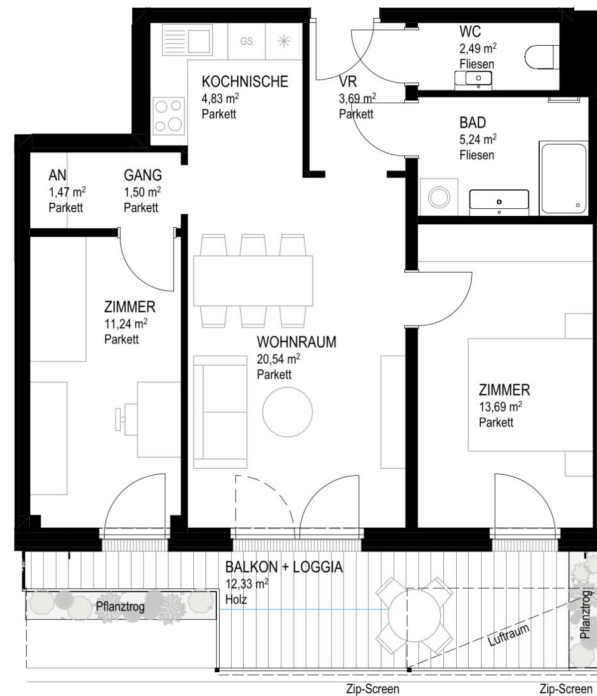 WC
2,49 m²
Fliesen
GS
KOCHNISCHE
4,83 m²
Parkett
VR
3,69 m²
Parkett
BAD
5,24 m²
Fliesen
AN
1,47 m²
Parkett
GANG
1,50 m²
Parkett
ZIMMER
11,24 m²
Parkett
WOHNRAUM
20,54 m²
Parkett
ZIMMER
13,69 m²
Parkett
BALKON + LOGGIA
12,33 m²
Holz
Pflanztrog
Luftraum
Pflanztrog
Zip-Screen
Zip-Screen